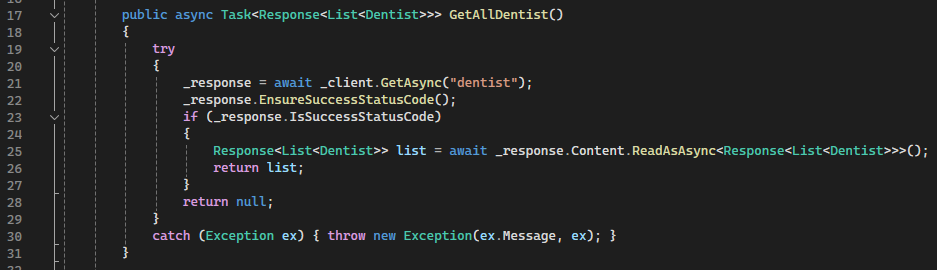 17 public async Task<Response<List<Dentist>>> GetAllDentist()
18 {
19 try
20 {
21 _response = await _client.GetAsync("dentist");
22 _response.EnsureSuccessStatusCode();
23 if (_response.IsSuccessStatusCode)
24 {
25 Response<List<Dentist>> list = await _response.Content.ReadAsAsync<Response<List<Dentist>>>();
26 return list;
27 }
28 return null;
29 }
30 catch (Exception ex) { throw new Exception(ex.Message, ex); }
31 }